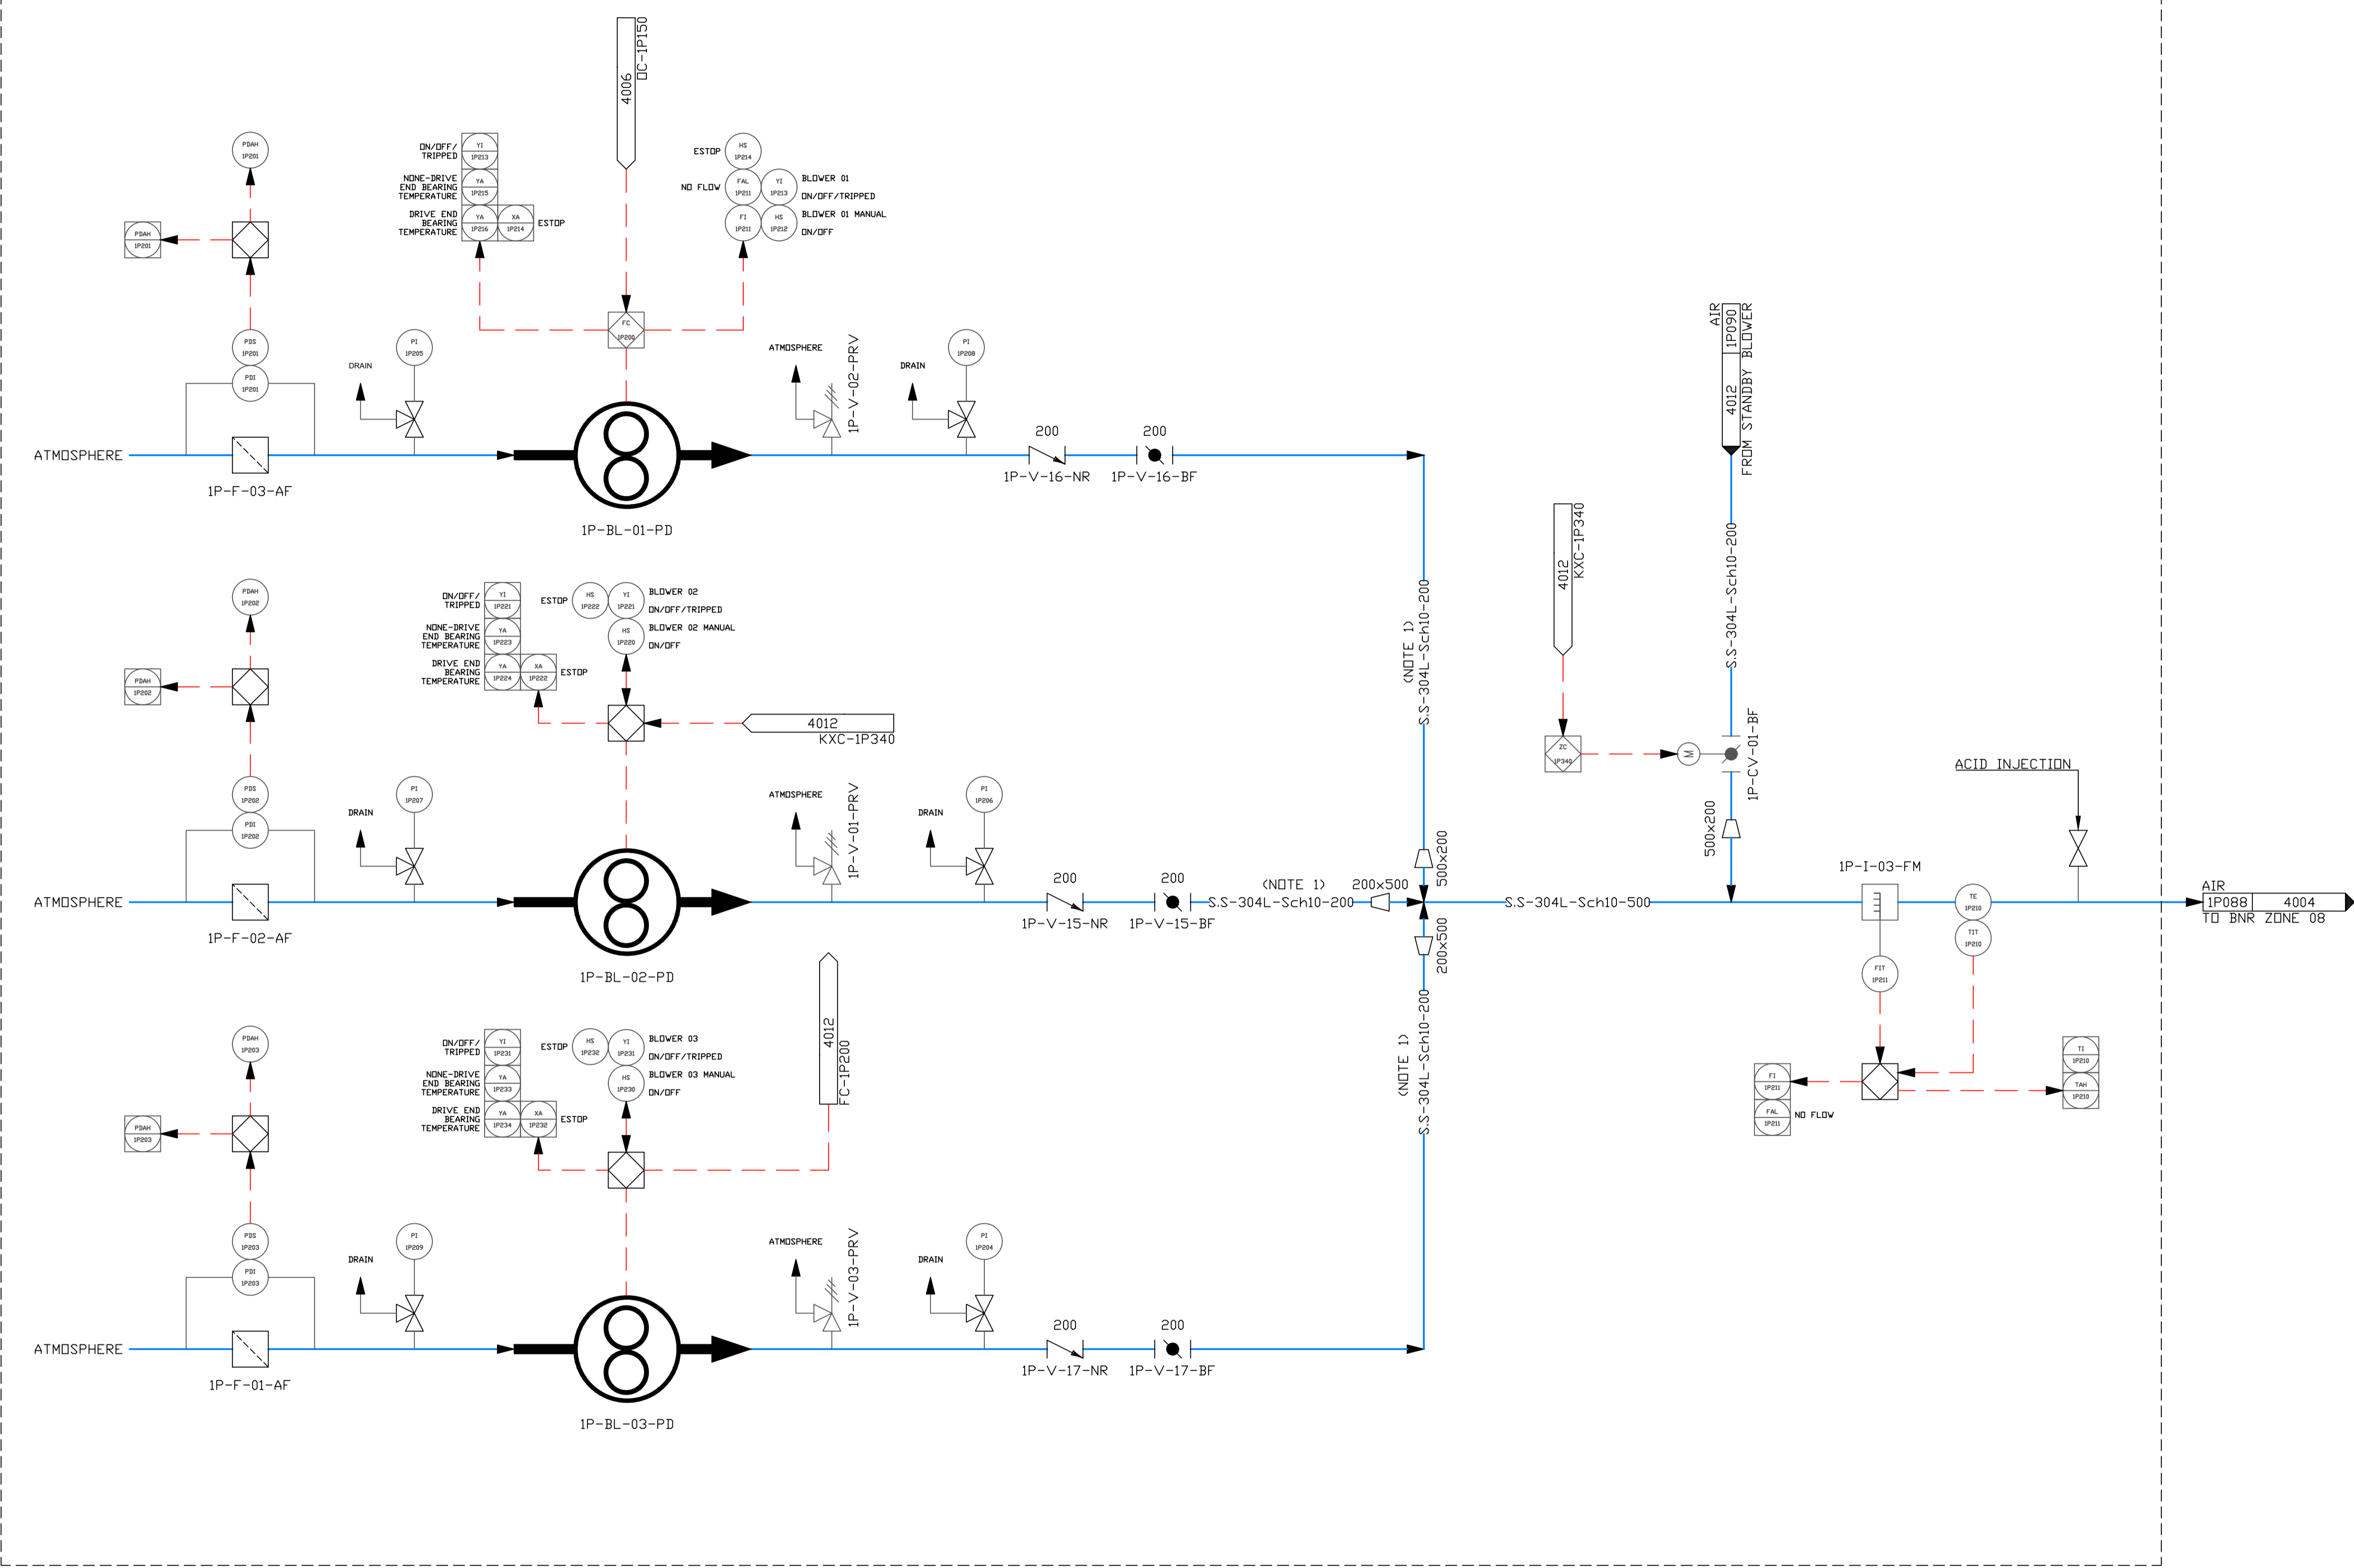 4006
OC-1P150
PDAH
1P201
PDAH
1P201
PDS
1P201
PDI
1P201
ATMOSPHERE
1P-F-03-AF
DRAIN
PI
1P205
ON/OFF/
TRIPPED
YI
1P213
NONE-DRIVE
END BEARING
TEMPERATURE
YA
1P215
DRIVE END
BEARING
TEMPERATURE
YA
1P216
XA
1P214
ESTOP
FC
1P200
ESTOP
HS
1P214
NO FLOW
FAL
1P211
YI
1P213
BLOWER 01
ON/OFF/TRIPPED
FI
1P211
HS
1P212
BLOWER 01 MANUAL
ON/OFF
1P-BL-01-PD
ATMOSPHERE
1P-V-02-PRV
DRAIN
PI
1P208
200
1P-V-16-NR
200
1P-V-16-BF
(NOTE 1)
S.S-304L-Sch10-200
500x200
AIR
4012 1P090
FROM STANDBY BLOWER
S.S-304L-Sch10-200
4012
KXC-1P340
ZC
1P340
M
1P-CV-01-BF
500x200
PDAH
1P202
PDAH
1P202
PDS
1P202
PDI
1P202
ATMOSPHERE
1P-F-02-AF
DRAIN
PI
1P207
ON/OFF/
TRIPPED
YI
1P221
NONE-DRIVE
END BEARING
TEMPERATURE
YA
1P223
DRIVE END
BEARING
TEMPERATURE
YA
1P224
XA
1P222
ESTOP
ESTOP
HS
1P222
YI
1P221
BLOWER 02
ON/OFF/TRIPPED
HS
1P220
BLOWER 02 MANUAL
ON/OFF
4012
KXC-1P340
1P-BL-02-PD
ATMOSPHERE
1P-V-01-PRV
DRAIN
PI
1P206
200
1P-V-15-NR
200
1P-V-15-BF
(NOTE 1)
S.S-304L-Sch10-200
200x500
S.S-304L-Sch10-500
1P-I-03-FM
TE
1P210
TIT
1P210
FIT
1P211
ACID INJECTION
AIR
1P088 4004
TO BNR ZONE 08
FI
1P211
FAL
1P211
NO FLOW
TI
1P210
TAH
1P210
200x500
(NOTE 1)
S.S-304L-Sch10-200
PDAH
1P203
PDAH
1P203
PDS
1P203
PDI
1P203
ATMOSPHERE
1P-F-01-AF
DRAIN
PI
1P209
ON/OFF/
TRIPPED
YI
1P231
NONE-DRIVE
END BEARING
TEMPERATURE
YA
1P233
DRIVE END
BEARING
TEMPERATURE
YA
1P234
XA
1P232
ESTOP
ESTOP
HS
1P232
YI
1P231
BLOWER 03
ON/OFF/TRIPPED
HS
1P230
BLOWER 03 MANUAL
ON/OFF
4012
FC-1P200
1P-BL-03-PD
ATMOSPHERE
1P-V-03-PRV
DRAIN
PI
1P204
200
1P-V-17-NR
200
1P-V-17-BF